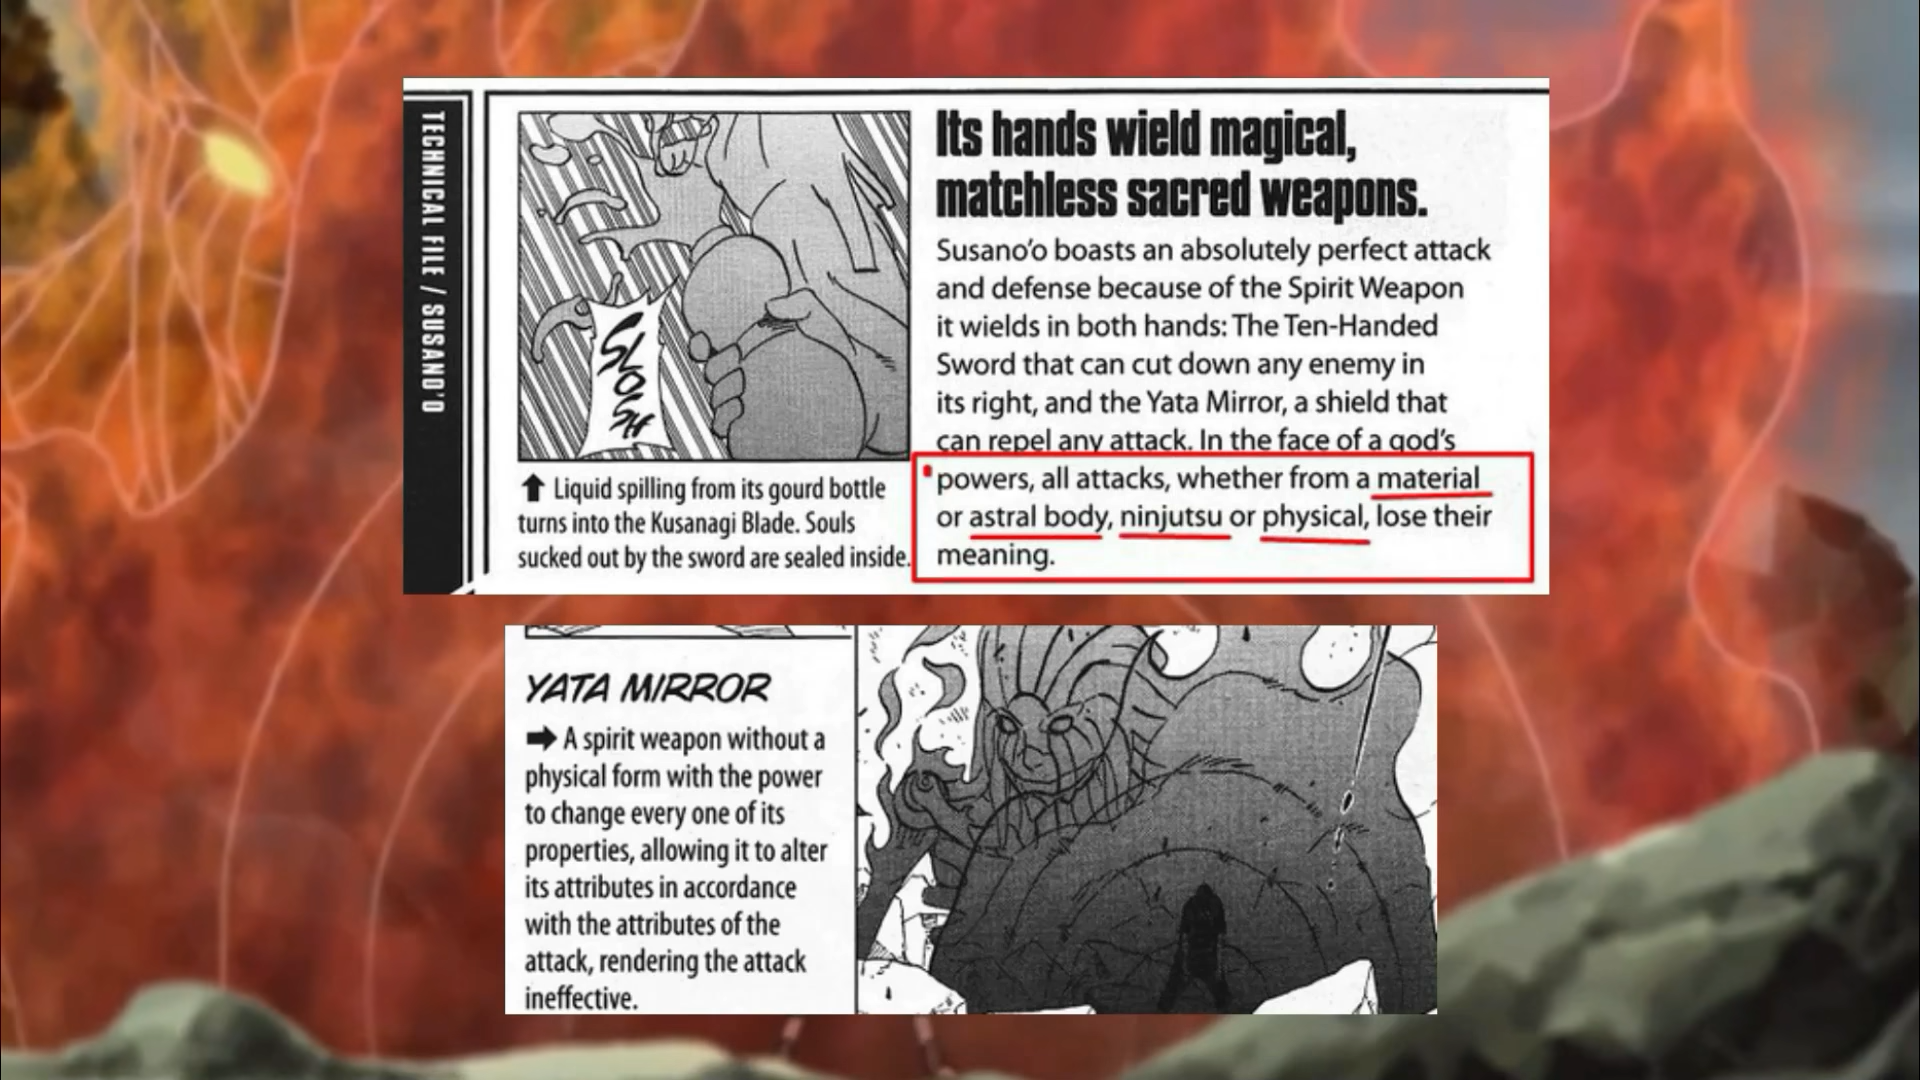 TECHNICAL FILE / SUSANO'O
SLOSH
Liquid spilling from its gourd bottle
turns into the Kusanagi Blade. Souls
sucked out by the sword are sealed inside.
Its hands wield magical,
matchless sacred weapons.
Susano'o boasts an absolutely perfect attack
and defense because of the Spirit Weapon
it wields in both hands: The Ten-Handed
Sword that can cut down any enemy in
its right, and the Yata Mirror, a shield that
can repel any attack. In the face of a god's
powers, all attacks, whether from a material
or astral body, ninjutsu or physical, lose their
meaning.
YATA MIRROR
A spirit weapon without a
physical form with the power
to change every one of its
properties, allowing it to alter
its attributes in accordance
with the attributes of the
attack, rendering the attack
ineffective.